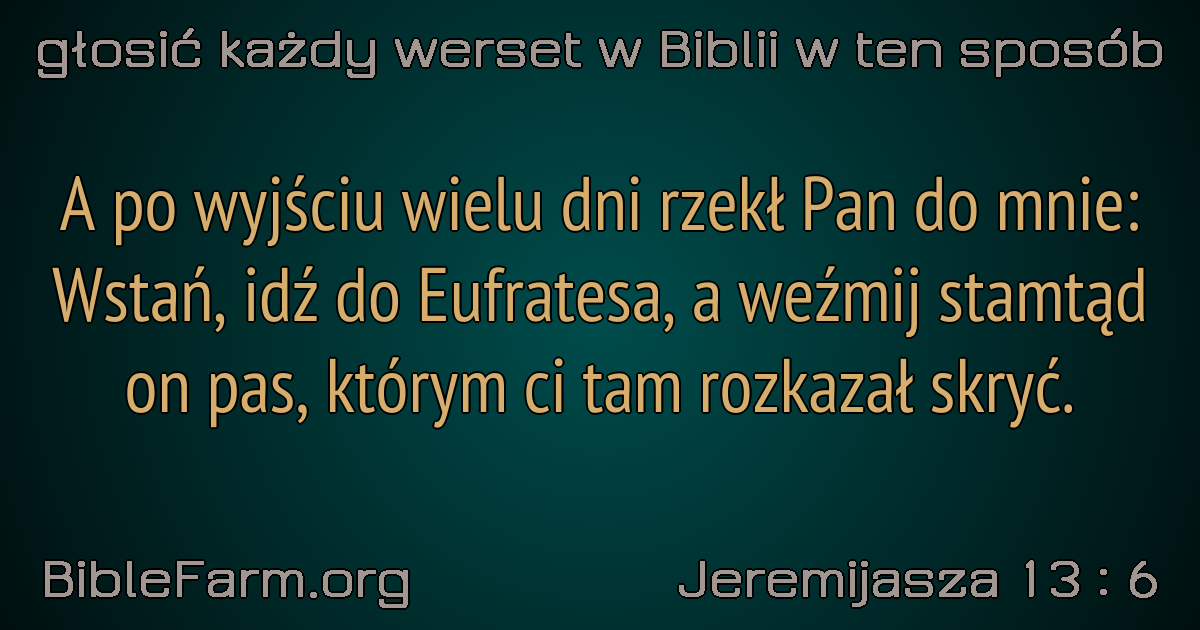 głosić każdy werset w Biblii w ten sposób
A po wyjściu wielu dni rzekł Pan do mnie:
Wstań, idź do Eufratesa, a weźmij stamtąd
on pas, którym ci tam rozkazał skryć.
BibleFarm.org
Jeremijasza 13 : 6